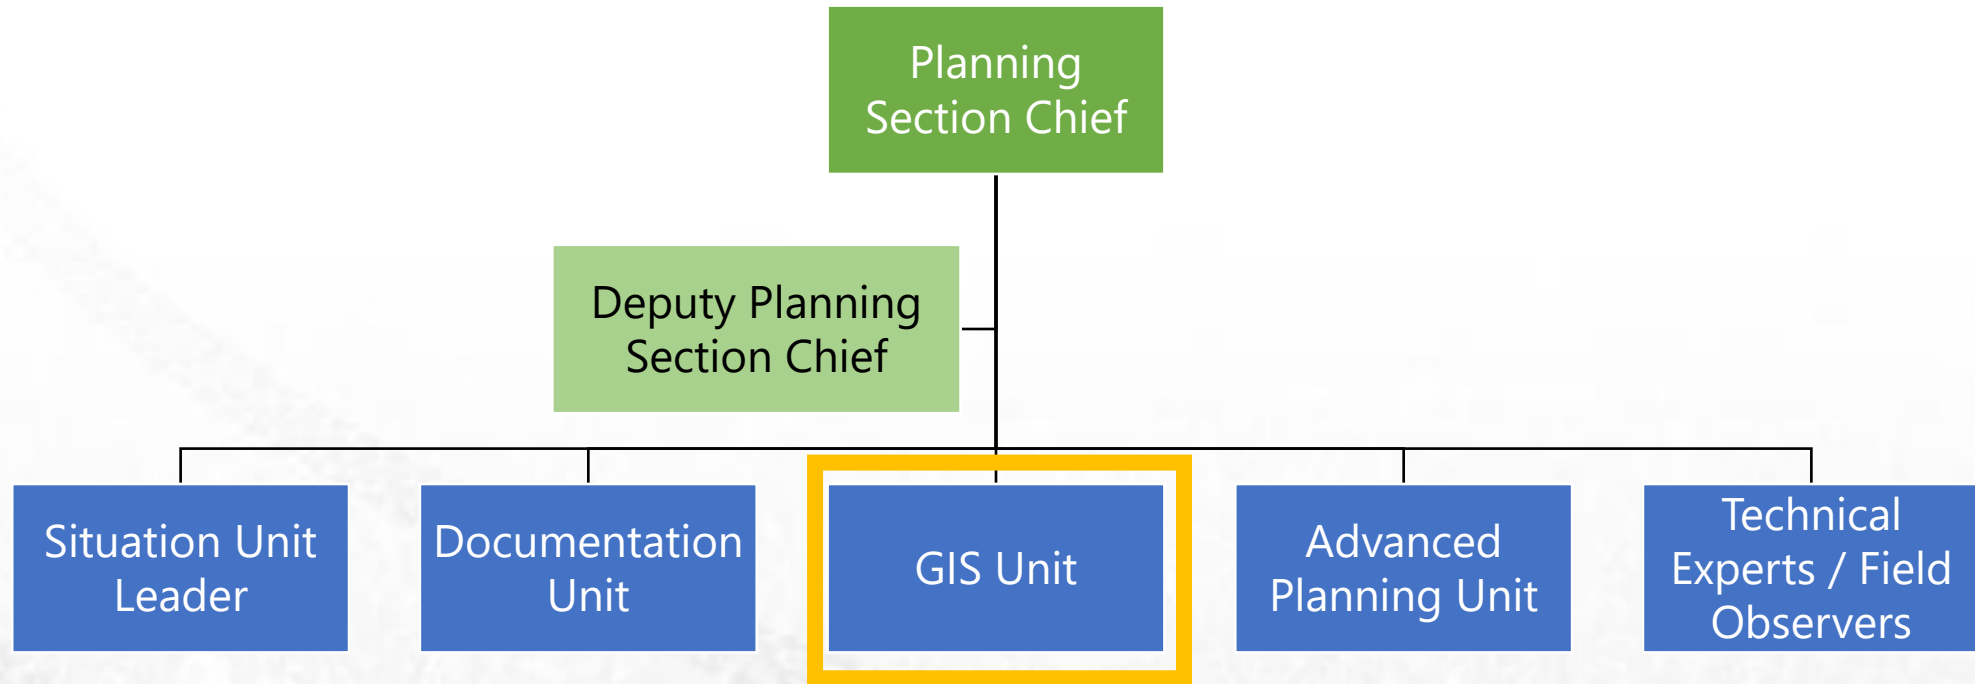 Planning
Section Chief
Deputy Planning
Section Chief
Situation Unit
Leader
Documentation
Unit
GIS Unit
Advanced
Planning Unit
Technical
Experts / Field
Observers